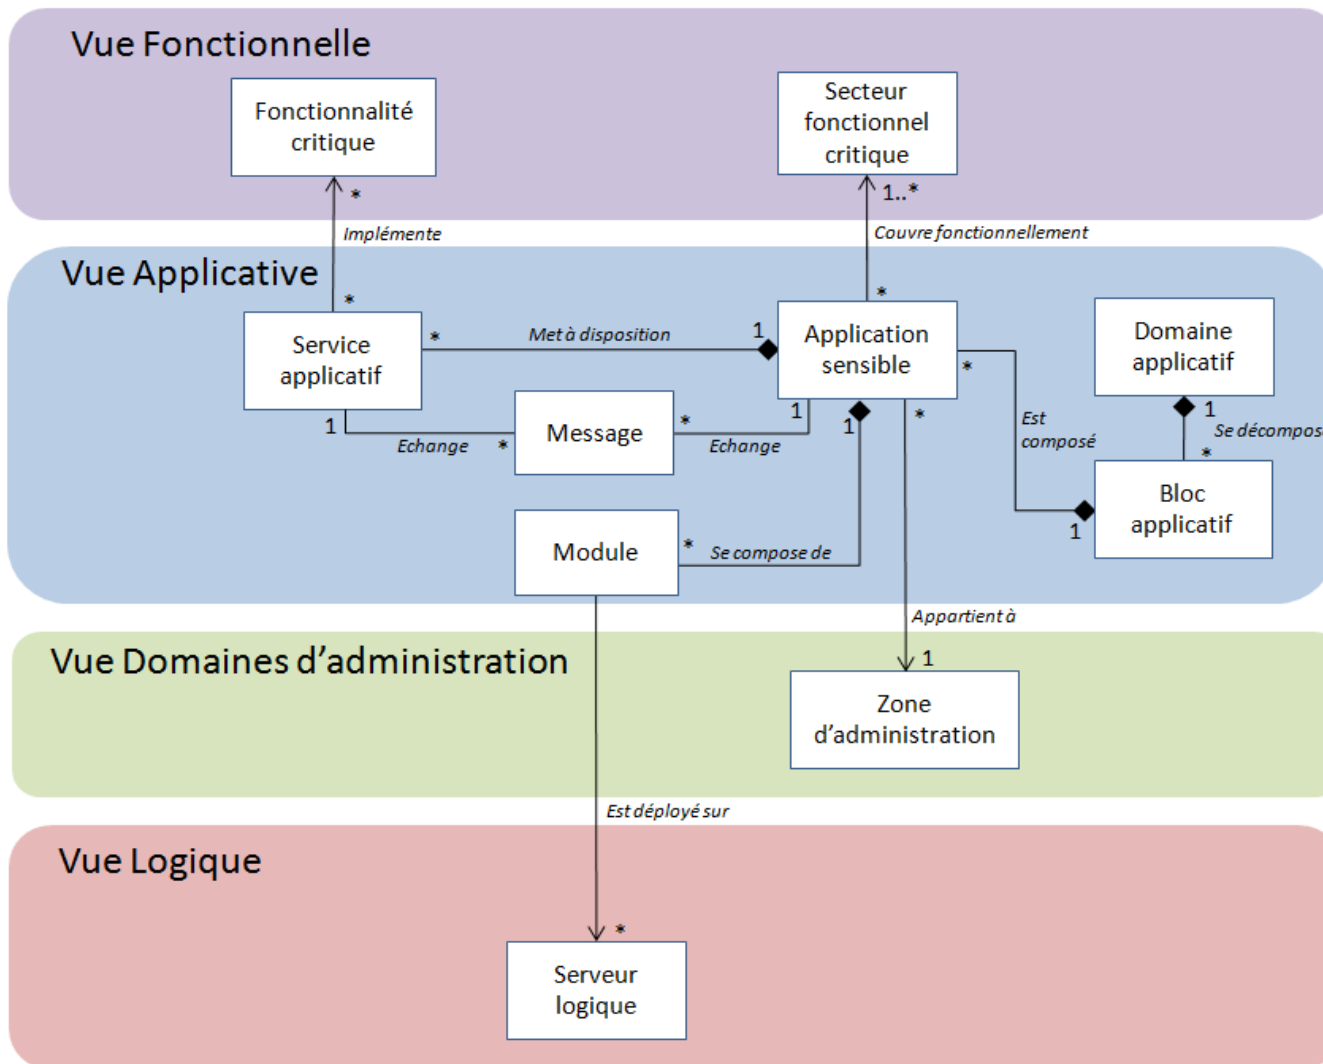 Vue Fonctionnelle
Fonctionnalité
critique
Secteur
fonctionnel
critique
*
1..*
Implémente
Couvre fonctionnellement
Vue Applicative
*
*
Service
applicatif
*
Met à disposition
1
Application
sensible
*
Domaine
applicatif
1
Echange
*
Message
*
Echange
1
1
*
Est
composé
1
Se décompose
*
Bloc
applicatif
1
Module
*
Se compose de
Appartient à
Vue Domaines d’administration
1
Zone
d’administration
Est déployé sur
Vue Logique
*
Serveur
logique